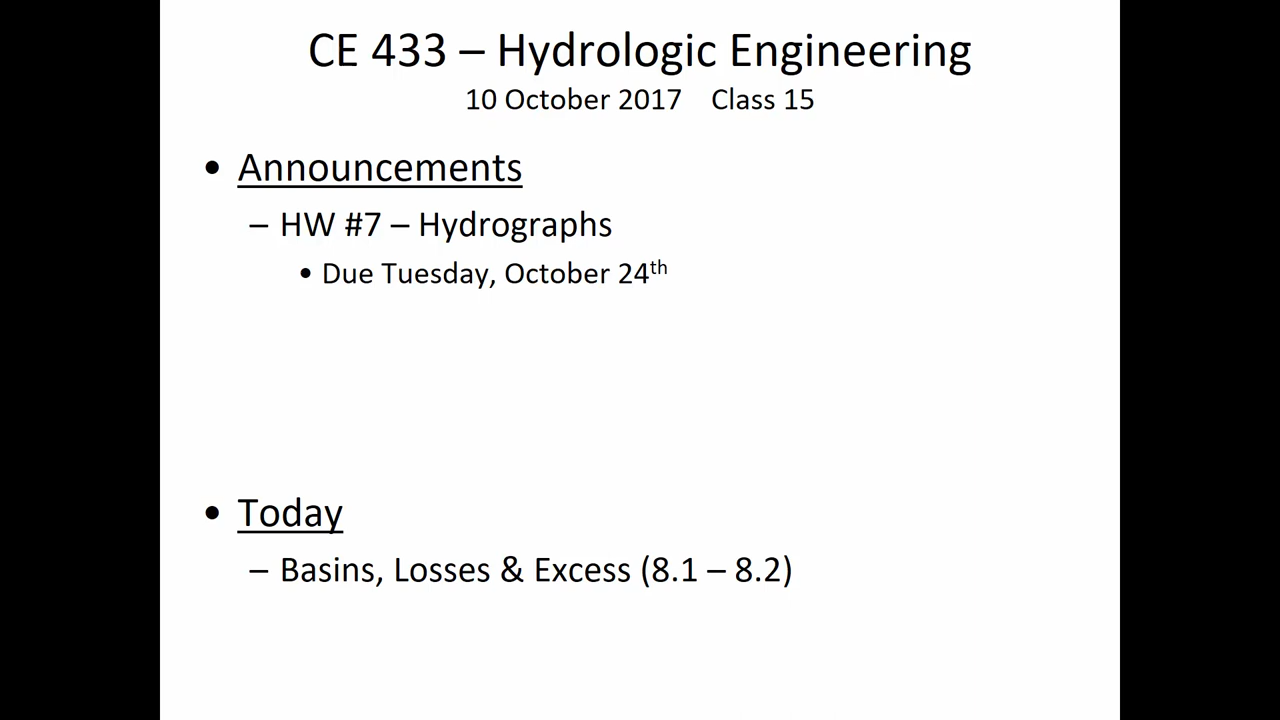 CE 433 – Hydrologic Engineering
10 October 2017 Class 15
• Announcements
– HW #7 – Hydrographs
• Due Tuesday, October 24th
• Today
– Basins, Losses & Excess (8.1 – 8.2)